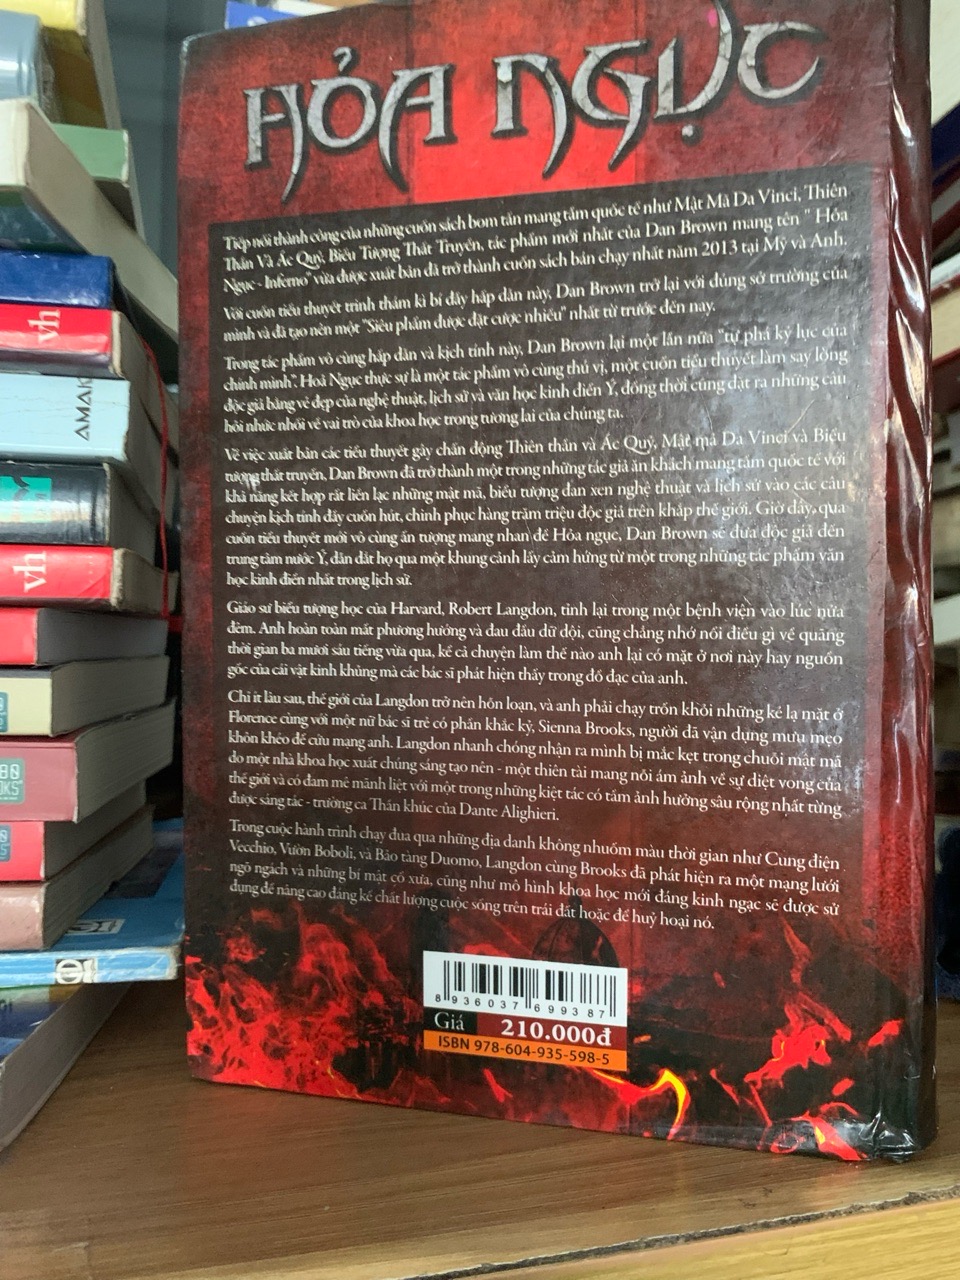 HỎA NGỤC
Tiếp nối thành công của những cuốn sách bom tấn mang tầm quốc tế như Mật Mã Da Vinci, Thiên
Thần Và Ác Quỷ, Biểu Tượng Thất Truyền, tác phẩm mới nhất của Dan Brown mang tên " Hỏa
Ngục - Inferno" vừa được xuất bản đã trở thành cuốn sách bán chạy nhất năm 2013 tại Mỹ và Anh.
Với cuốn tiểu thuyết trinh thám kì bí đầy hấp dẫn này, Dan Brown trở lại với đúng sở trường của
mình và đã tạo nên một "Siêu phẩm được đặt cược nhiều" nhất từ trước đến nay.
Trong tác phẩm vô cùng hấp dẫn và kịch tính này, Dan Brown lại một lần nữa "tự phá kỷ lục của
chính mình". Hoả Ngục thực sự là một tác phẩm vô cùng thú vị, một cuốn tiểu thuyết làm say lòng
độc giả bằng vẻ đẹp của nghệ thuật, lịch sử và văn học kinh điển Ý, đồng thời cũng đặt ra những câu
hỏi nhức nhối về vai trò của khoa học trong tương lai của chúng ta.
Về việc xuất bản các tiểu thuyết gây chấn động Thiên thần và Ác Quỷ, Mật mã Da Vinci và Biểu
tượng thất truyền, Dan Brown đã trở thành một trong những tác giả ăn khách mang tầm quốc tế với
khả năng kết hợp rất liền lạc những mật mã, biểu tượng đan xen nghệ thuật và lịch sử vào các câu
chuyện kịch tính đầy cuốn hút, chinh phục hàng trăm triệu độc giả trên khắp thế giới. Giờ đây, qua
cuốn tiểu thuyết mới vô cùng ấn tượng mang nhan đề Hỏa ngục, Dan Brown sẽ đưa độc giả đến
trung tâm nước Ý, dẫn dắt họ qua một khung cảnh lấy cảm hứng từ một trong những tác phẩm văn
học kinh điển nhất trong lịch sử.
Giáo sư biểu tượng học của Harvard, Robert Langdon, tỉnh lại trong một bệnh viện vào lúc nửa
đêm. Anh hoàn toàn mất phương hướng và đau đầu dữ dội, cũng chẳng nhớ nổi điều gì về quãng
thời gian ba mươi sáu tiếng vừa qua, kể cả chuyện làm thế nào anh lại có mặt ở nơi này hay nguồn
gốc của cái vật kinh khủng mà các bác sĩ phát hiện thấy trong đồ đạc của anh.
Chỉ ít lâu sau, thế giới của Langdon trở nên hỗn loạn, và anh phải chạy trốn khỏi những kẻ lạ mặt ở
Florence cùng với một nữ bác sĩ trẻ có phần khắc kỷ, Sienna Brooks, người đã vận dụng mưu mẹo
khôn khéo để cứu mạng anh. Langdon nhanh chóng nhận ra mình bị mắc kẹt trong chuỗi mật mã
do một nhà khoa học xuất chúng sáng tạo nên - một thiên tài mang nỗi ám ảnh về sự diệt vong của
thế giới và có đam mê mãnh liệt với một trong những kiệt tác có tầm ảnh hưởng sâu rộng nhất từng
được sáng tác - trường ca Thần khúc của Dante Alighieri.
Trong cuộc hành trình chạy đua qua những địa danh không nhuốm màu thời gian như Cung điện
Vecchio, Vườn Boboli, và Bảo tàng Duomo, Langdon cùng Brooks đã phát hiện ra một mạng lưới
ngõ ngách và những bí mật cổ xưa, cũng như mô hình khoa học mới đáng kinh ngạc sẽ được sử
dụng để nâng cao đáng kể chất lượng cuộc sống trên trái đất hoặc để huỷ hoại nó.
8 936037 699387
Giá 210.000đ
ISBN 978-604-935-598-5
vh
AMAK
vh